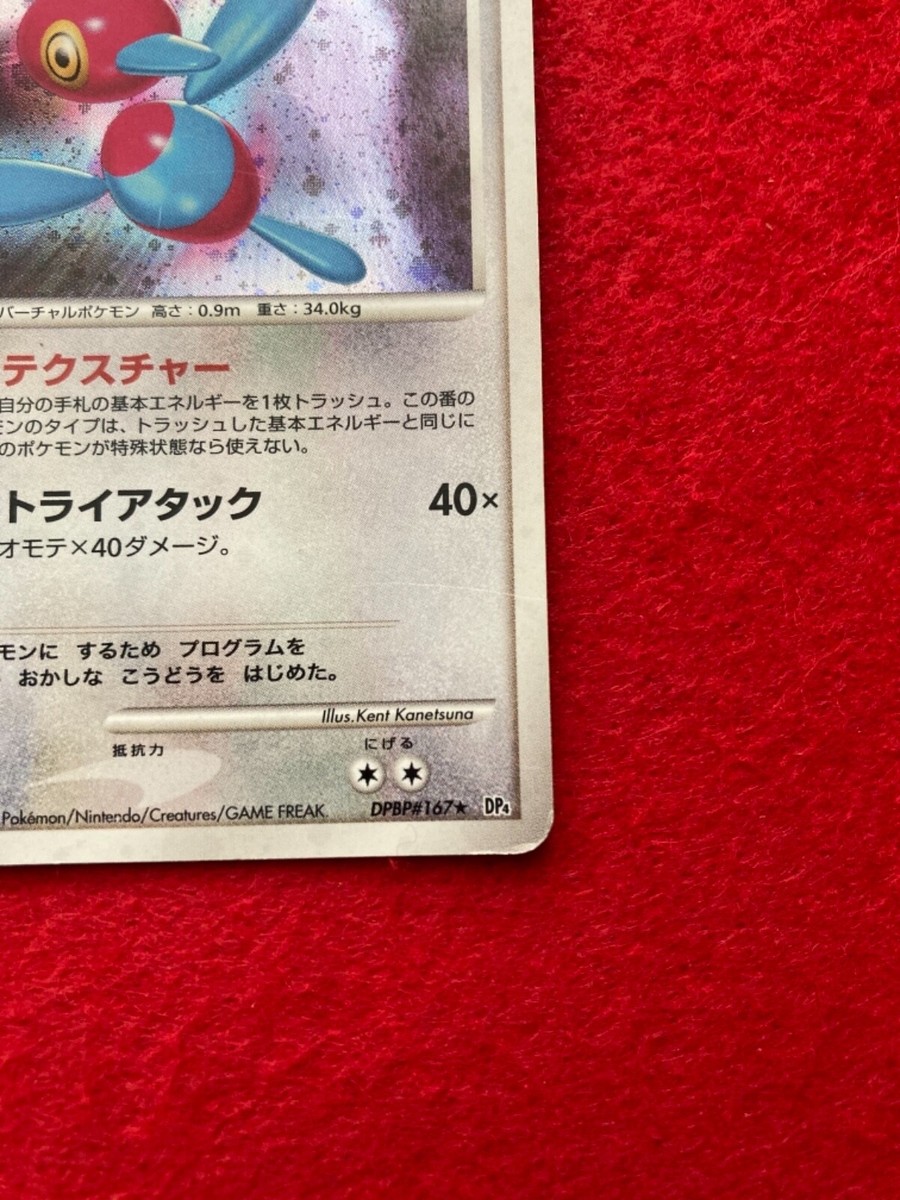 バーチャルポケモン 高さ：0.9m 重さ：34.0kg
テクスチャー
自分の手札の基本エネルギーを1枚トラッシュ。この番の
モンのタイプは、トラッシュした基本エネルギーと同じに
のポケモンが特殊状態なら使えない。
トライアタック 40×
オモテ×40ダメージ。
モンに するため プログラムを
おかしな こうどうを はじめた。
Illus.Kent Kanetsuna
抵抗力 にげる
Pokémon/Nintendo/Creatures/GAME FREAK. DPBP#167★ DP4